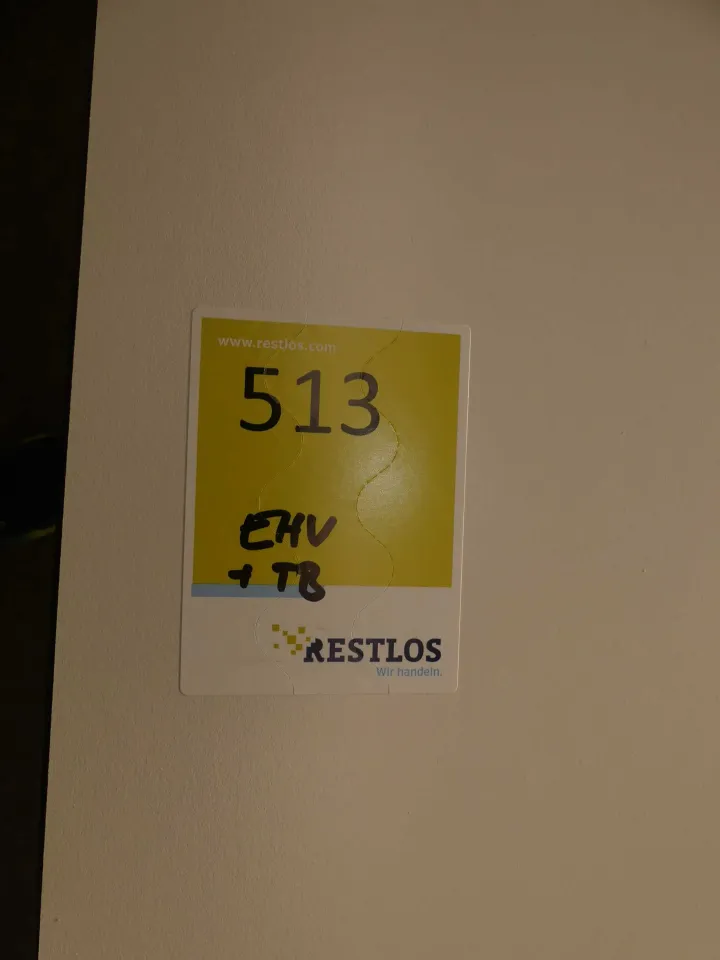 www.restlos.com
513
EHV
+ TB
RESTLOS
Wir handeln.